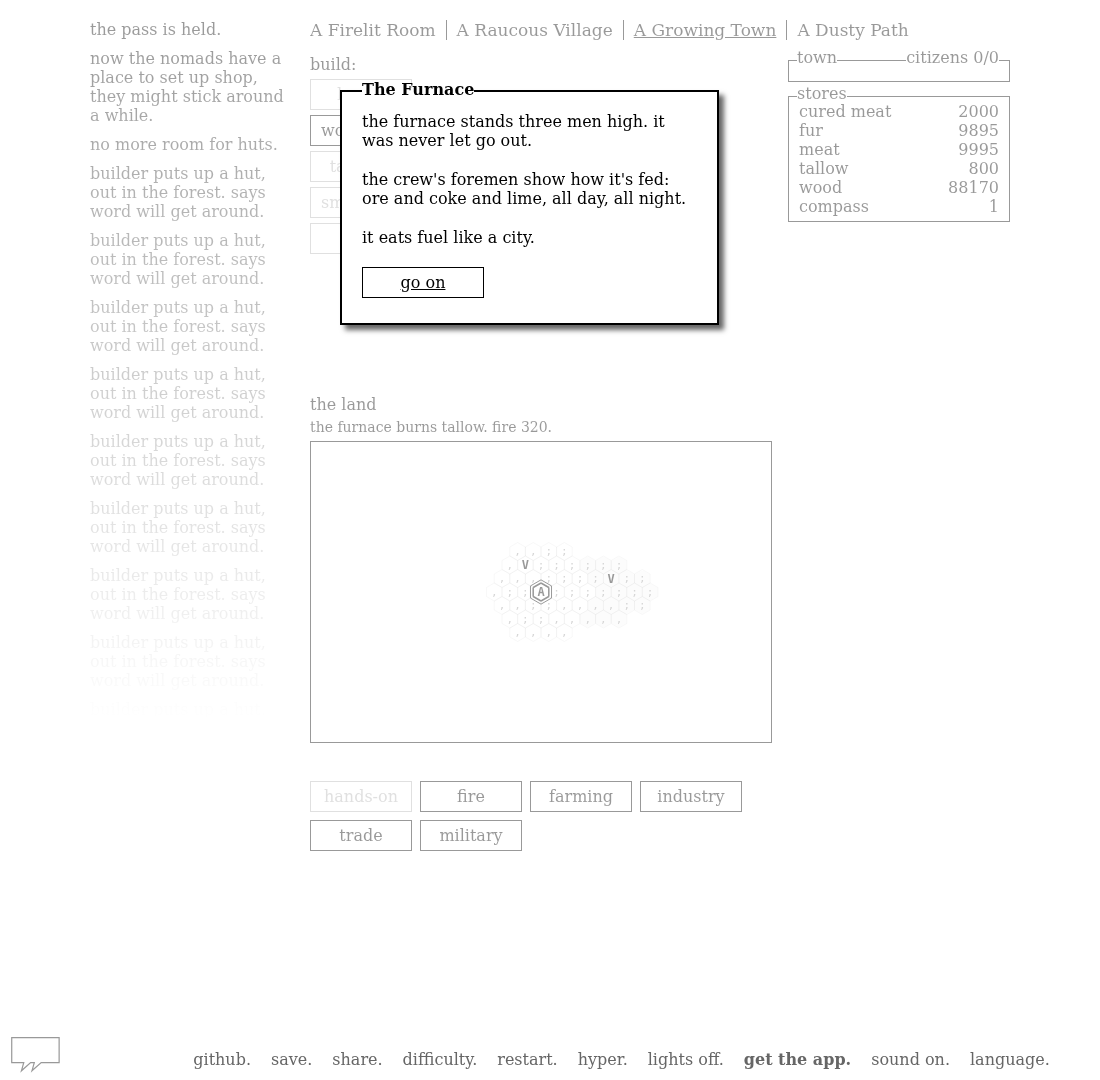 the pass is held.
now the nomads have a
place to set up shop,
they might stick around
a while.
no more room for huts.
builder puts up a hut,
out in the forest. says
word will get around.
builder puts up a hut,
out in the forest. says
word will get around.
builder puts up a hut,
out in the forest. says
word will get around.
builder puts up a hut,
out in the forest. says
word will get around.
builder puts up a hut,
out in the forest. says
word will get around.
builder puts up a hut,
out in the forest. says
word will get around.
builder puts up a hut,
out in the forest. says
word will get around.
builder puts up a hut,
out in the forest. says
word will get around.
A Firelit Room
A Raucous Village
A Growing Town
A Dusty Path
build:
The Furnace
the furnace stands three men high. it
was never let go out.
the crew's foremen show how it's fed:
ore and coke and lime, all day, all night.
it eats fuel like a city.
go on
town citizens 0/0
stores
cured meat 2000
fur 9895
meat 9995
tallow 800
wood 88170
compass 1
the land
the furnace burns tallow. fire 320.
V
V
A
hands-on
fire
farming
industry
trade
military
github. save. share. difficulty. restart. hyper. lights off. get the app. sound on. language.